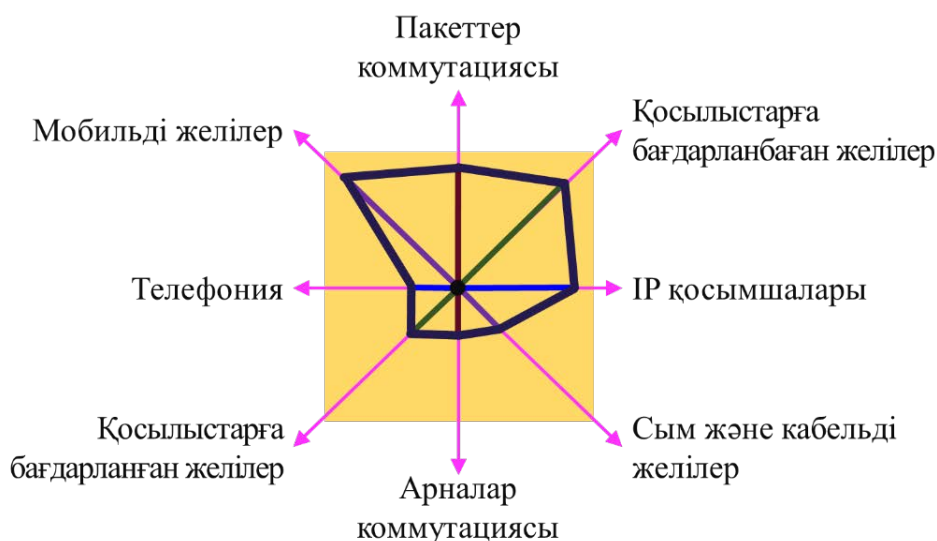 Пакеттер
коммутациясы
Мобильді желілер
Қосылыстарға
бағдарланбаған желілер
Телефония
IP қосымшалары
Қосылыстарға
бағдарланған желілер
Сым және кабельді
желілер
Арналар
коммутациясы